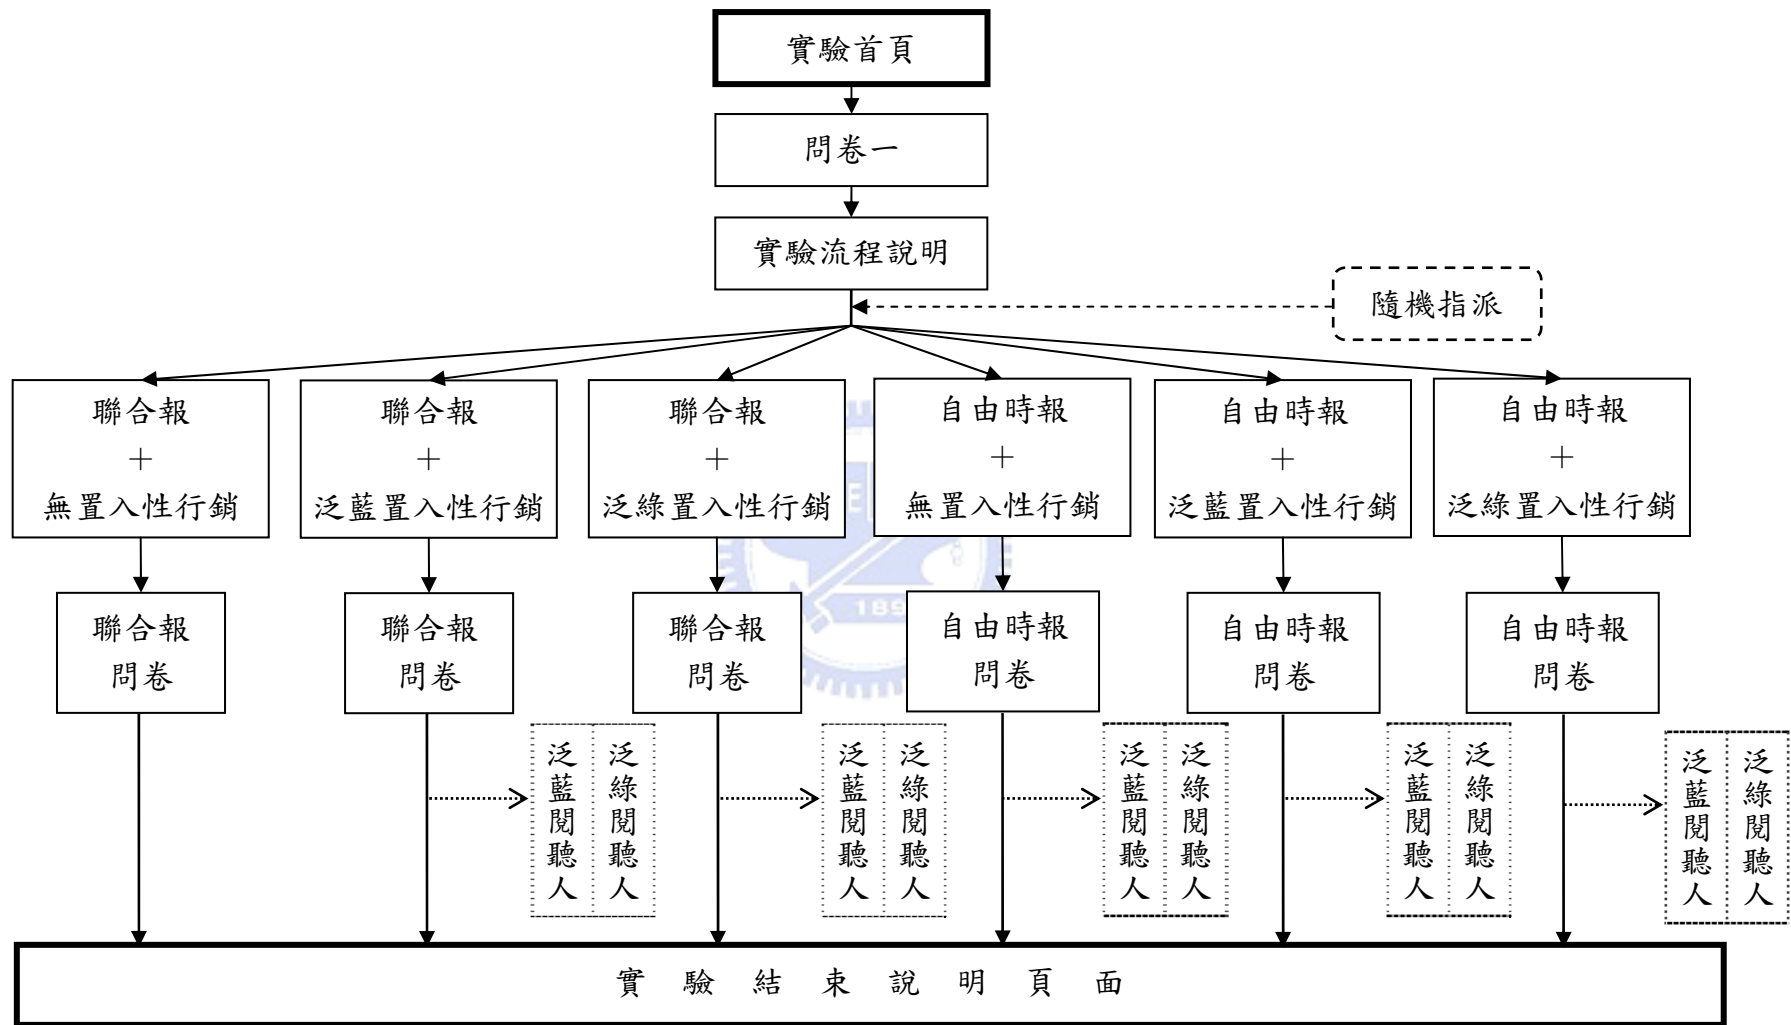 實驗首頁
問卷一
實驗流程說明
隨機指派
聯合報
＋
無置入性行銷
聯合報
＋
泛藍置入性行銷
聯合報
＋
泛綠置入性行銷
自由時報
＋
無置入性行銷
自由時報
＋
泛藍置入性行銷
自由時報
＋
泛綠置入性行銷
聯合報
問卷
聯合報
問卷
聯合報
問卷
自由時報
問卷
自由時報
問卷
自由時報
問卷
泛藍閱聽人
泛綠閱聽人
泛藍閱聽人
泛綠閱聽人
泛藍閱聽人
泛綠閱聽人
泛藍閱聽人
泛綠閱聽人
泛藍閱聽人
泛綠閱聽人
實驗結束說明頁面